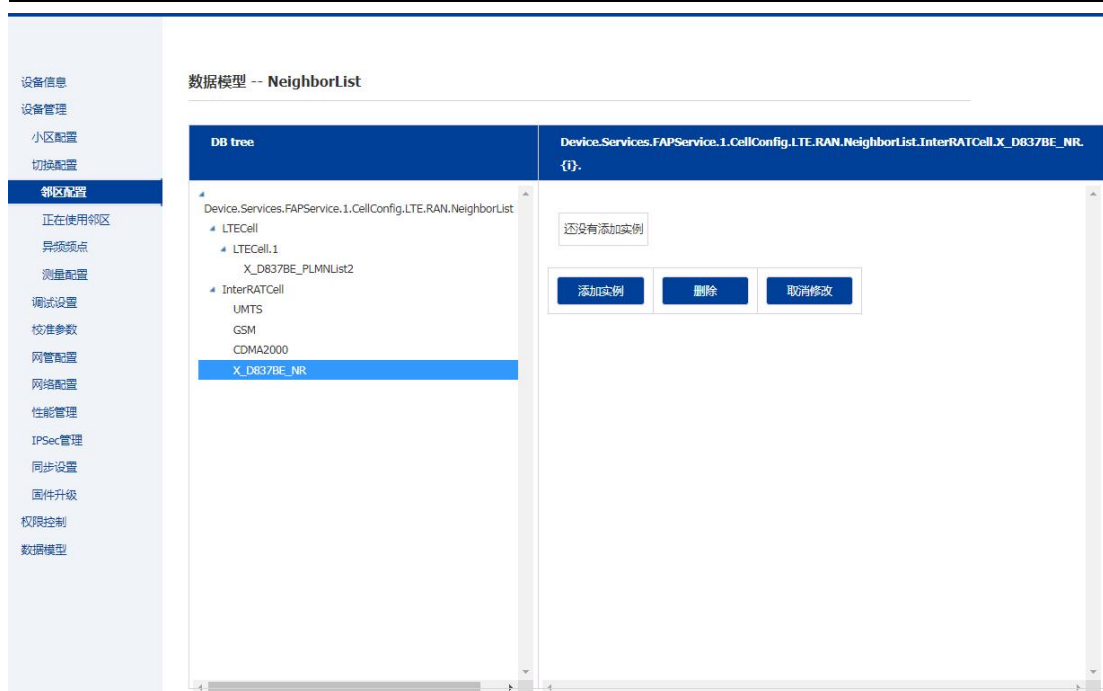 设备信息
设备管理
小区配置
切换配置
邻区配置
正在使用邻区
异频频点
测量配置
调试设置
校准参数
网管配置
网络配置
性能管理
IPSec管理
同步设置
固件升级
权限控制
数据模型
数据模型 -- NeighborList
DB tree
Device.Services.FAPService.1.CellConfig.LTE.RAN.NeighborList
LTECell
LTECell.1
X_D837BE_PLMNList2
InterRATCell
UMTS
GSM
CDMA2000
X_D837BE_NR
Device.Services.FAPService.1.CellConfig.LTE.RAN.NeighborList.InterRATCell.X_D837BE_NR.
{i}.
还没有添加实例
添加实例 删除 取消修改